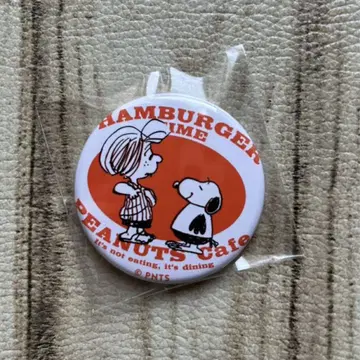 HAMBURGER
TIME
PEANUTS Cafe
it's not eating, it's dining
© PNTS